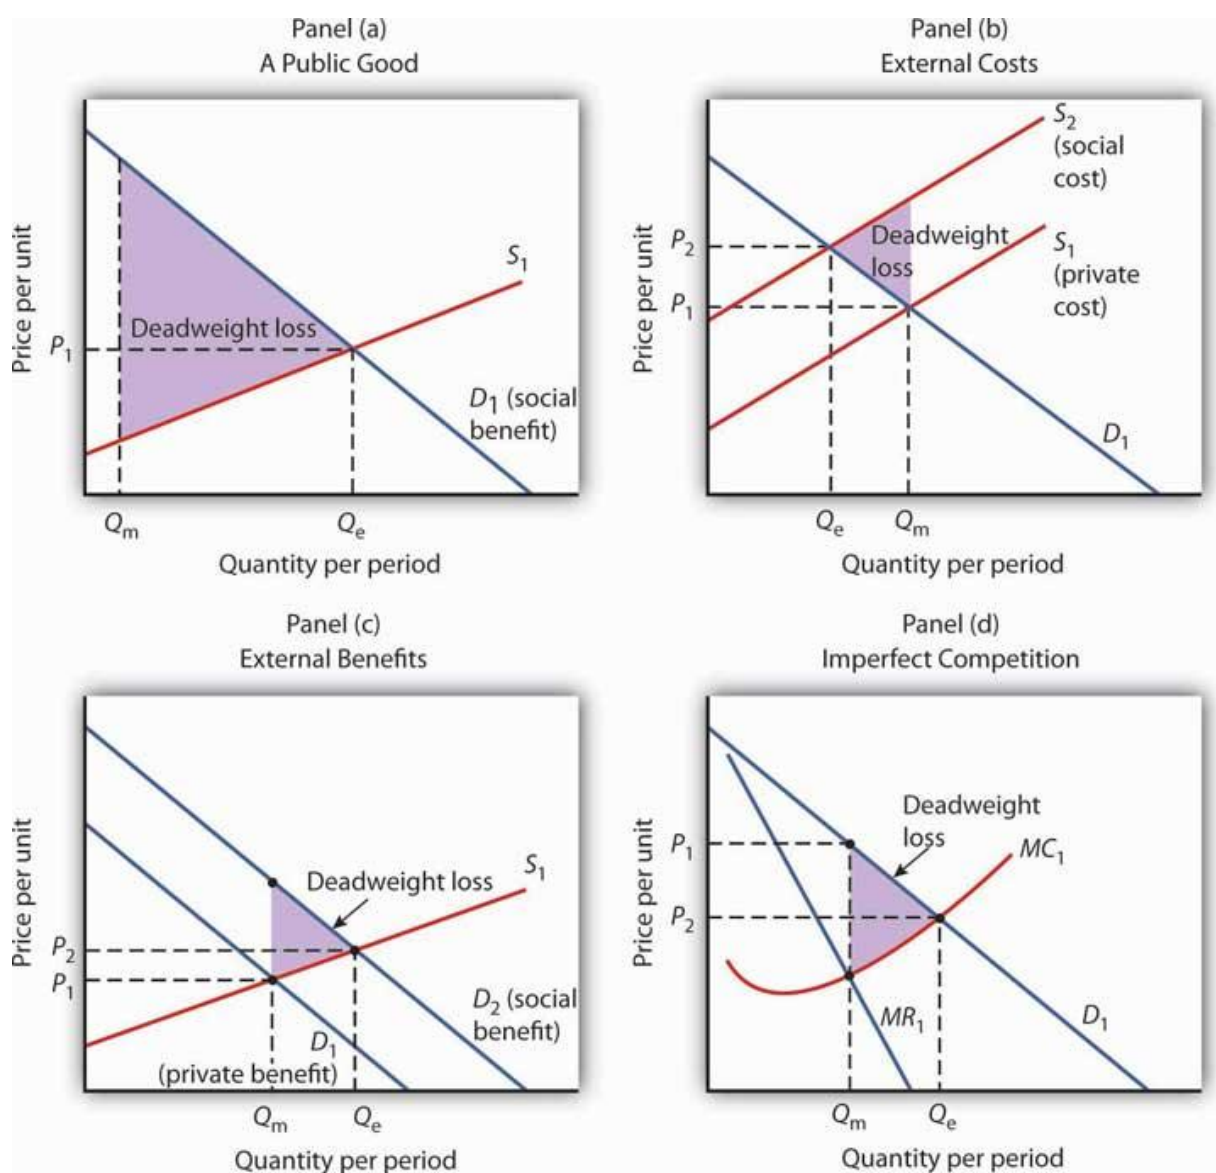 Panel (a)
A Public Good
Price per unit
S1
Deadweight loss
P1
D1 (social
benefit)
Qm
Qe
Quantity per period
Panel (b)
External Costs
Price per unit
S2
(social
cost)
P2
Deadweight
loss
S1
(private
cost)
P1
D1
Qe
Qm
Quantity per period
Panel (c)
External Benefits
Price per unit
Deadweight loss
S1
P2
P1
D2 (social
benefit)
D1
(private benefit)
Qm
Qe
Quantity per period
Panel (d)
Imperfect Competition
Price per unit
Deadweight
loss
P1
MC1
P2
MR1
D1
Qm
Qe
Quantity per period